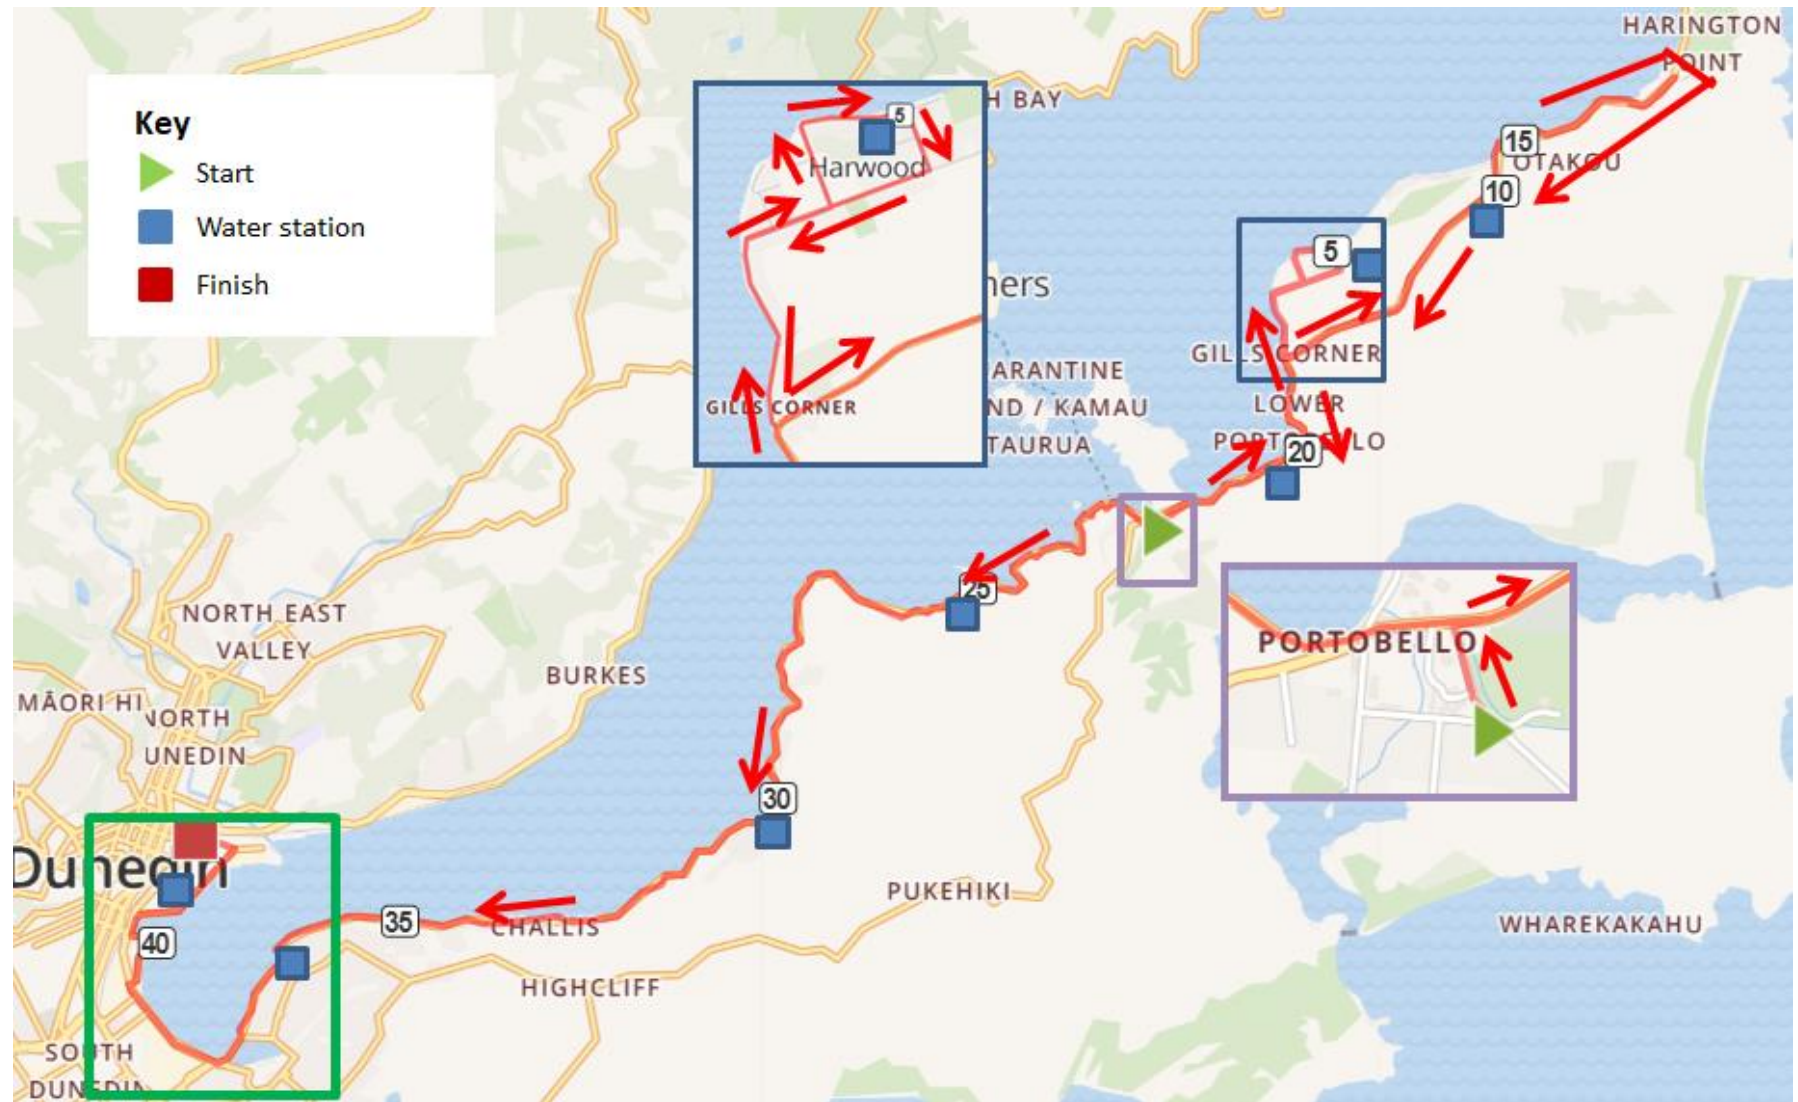 HARINGTON
POINT
Key
Start
Water station
Finish
H BAY
5
Harwood
GILLS CORNER
15
OTAKOU
10
5
GILLS CORNER
LOWER
PORTOBELLO
20
ners
ARANTINE
ND / KAMAU
TAURUA
25
PORTOBELLO
NORTH EAST
VALLEY
BURKES
MĀORI HI
NORTH
UNEDIN
30
Dunedin
35
CHALLIS
40
PUKEHIKI
HIGHCLIFF
WHAREKAKAHU
SOUTH
DUNEDIN